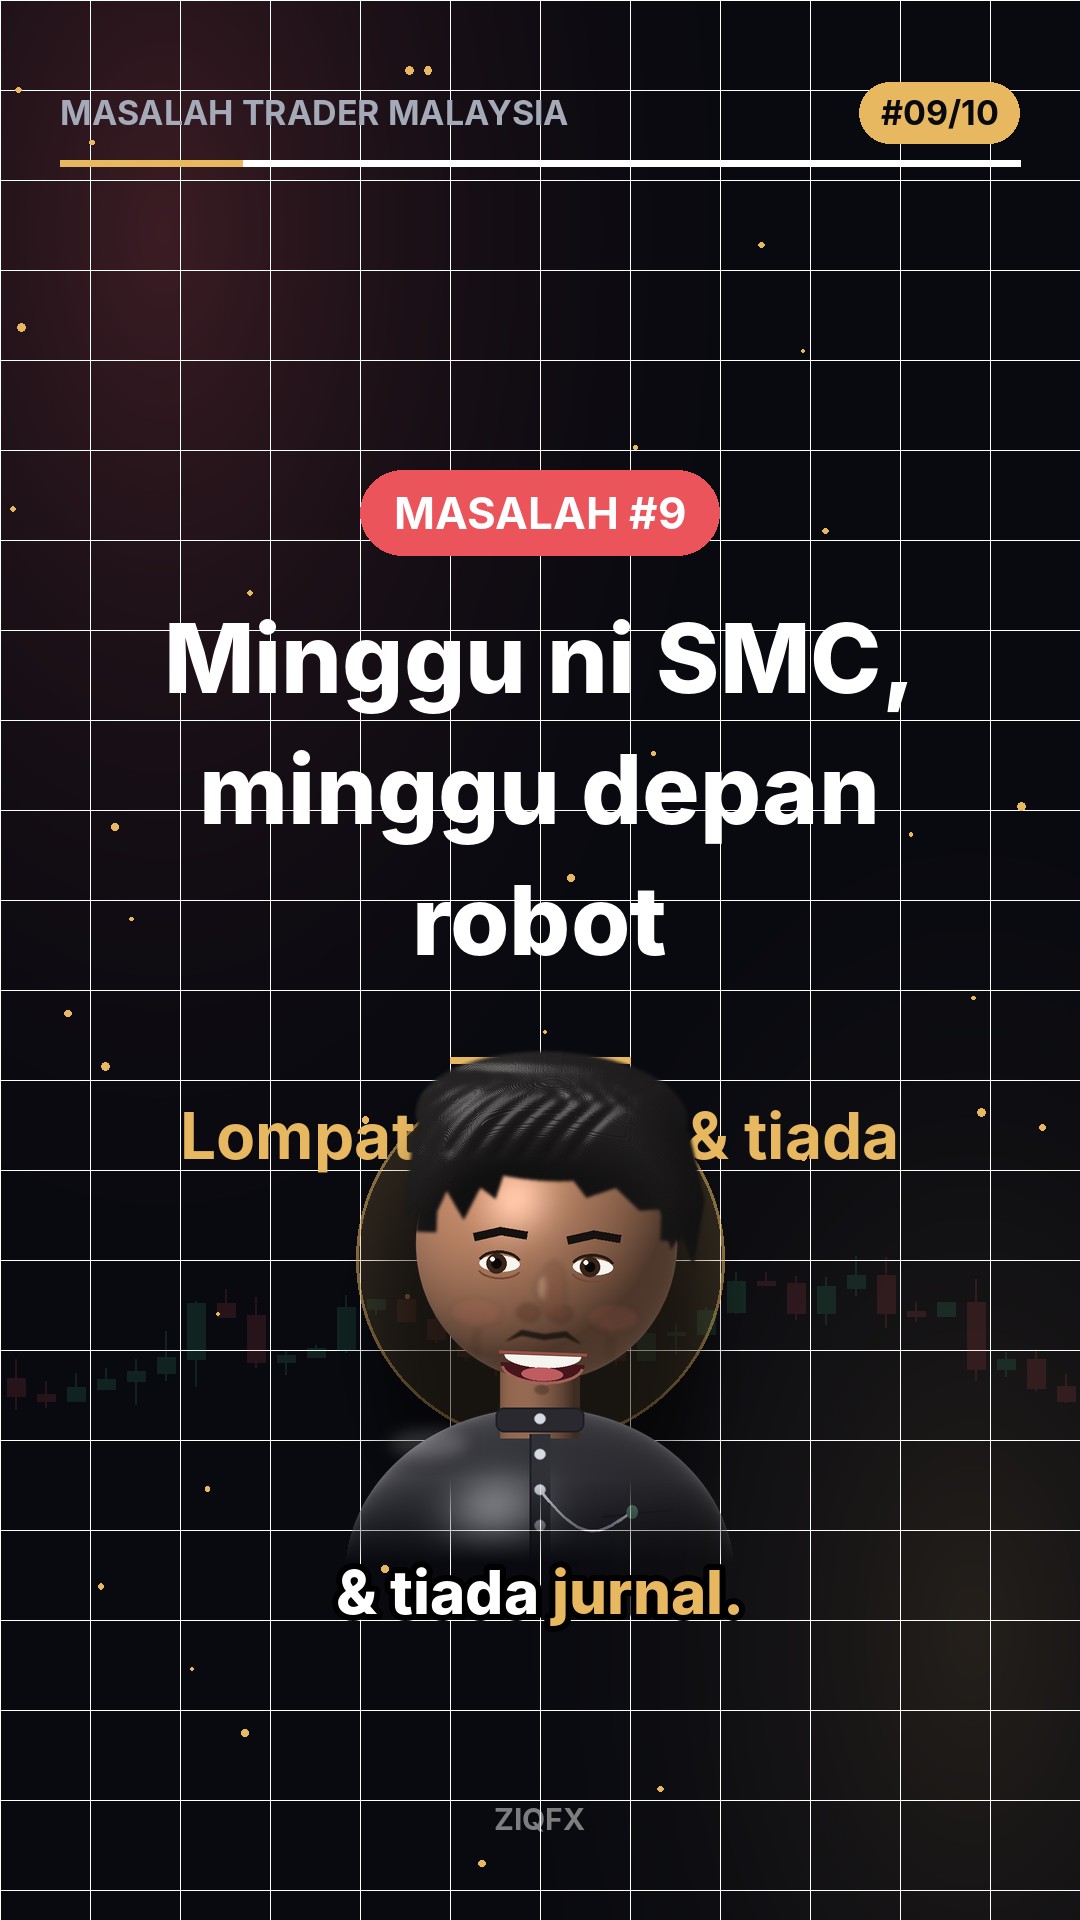 MASALAH TRADER MALAYSIA
#09/10
MASALAH #9
Minggu ni SMC,
minggu depan
robot
Lompat & tiada
& tiada jurnal.
ZIQFX